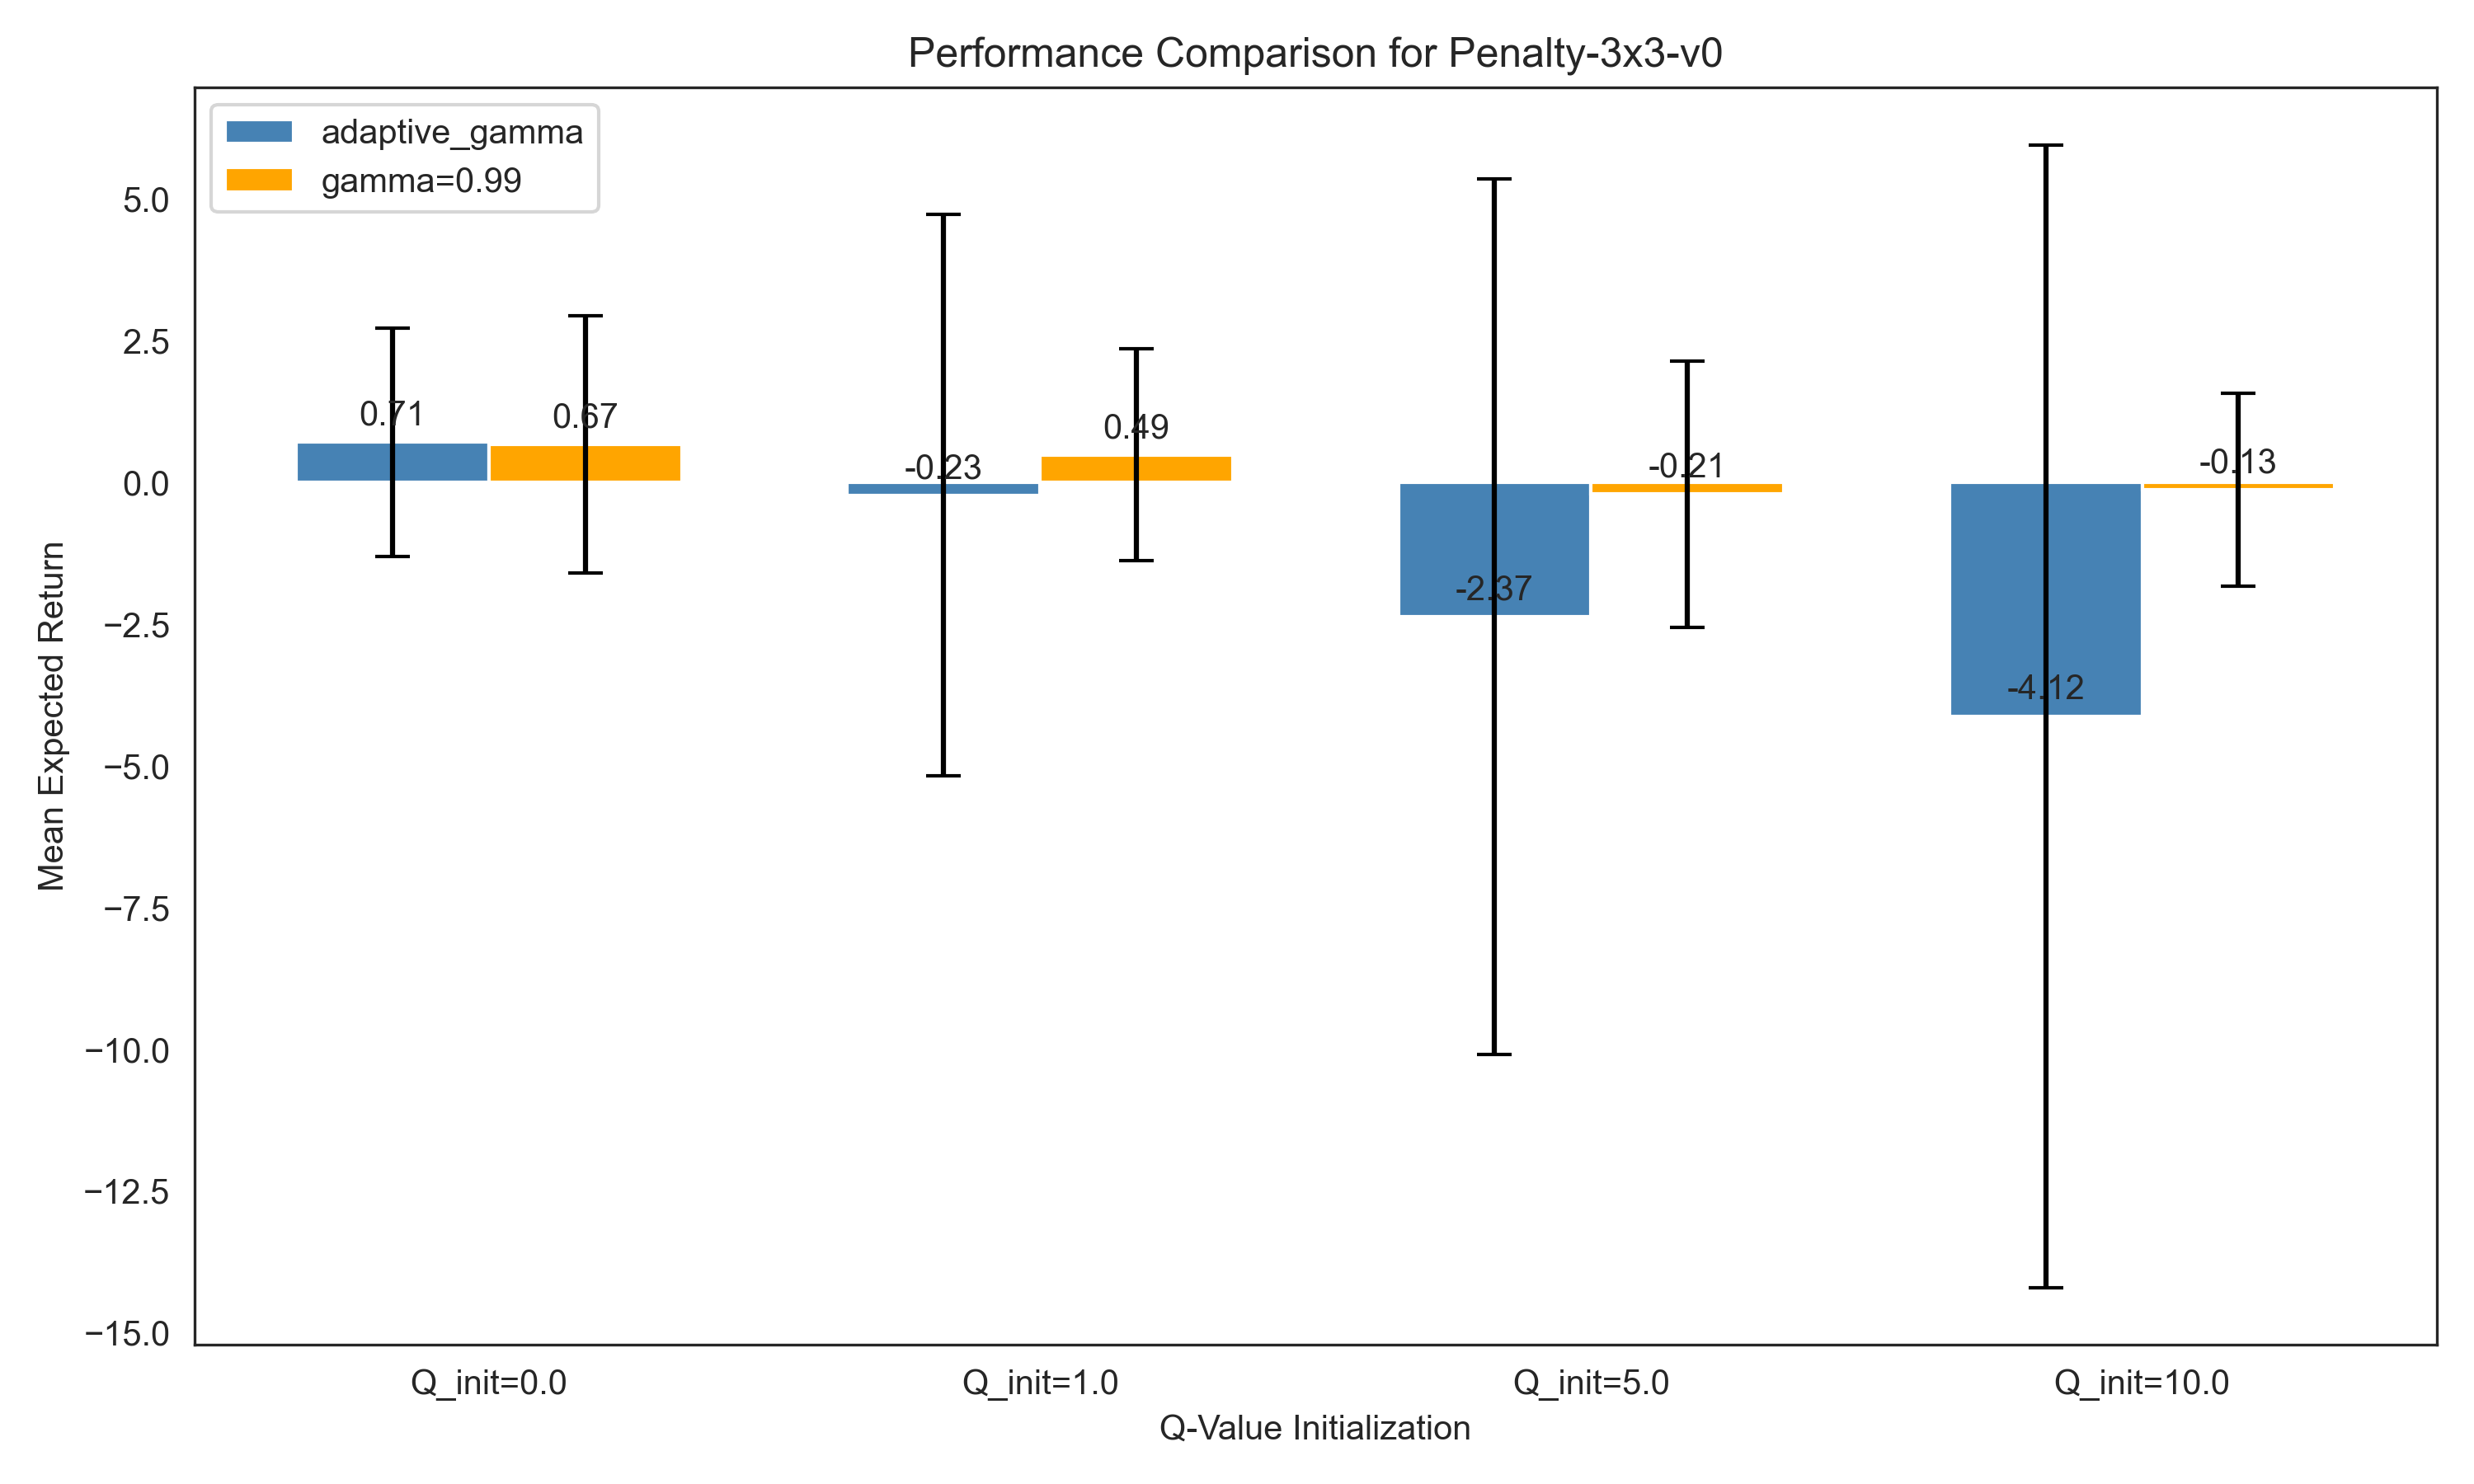 Performance Comparison for Penalty-3x3-v0
adaptive_gamma
gamma=0.99
5.0
2.5
0.0
−2.5
−5.0
−7.5
−10.0
−12.5
−15.0
Mean Expected Return
0.71
0.67
-0.23
0.49
-2.37
-0.21
-4.12
-0.13
Q_init=0.0
Q_init=1.0
Q_init=5.0
Q_init=10.0
Q-Value Initialization